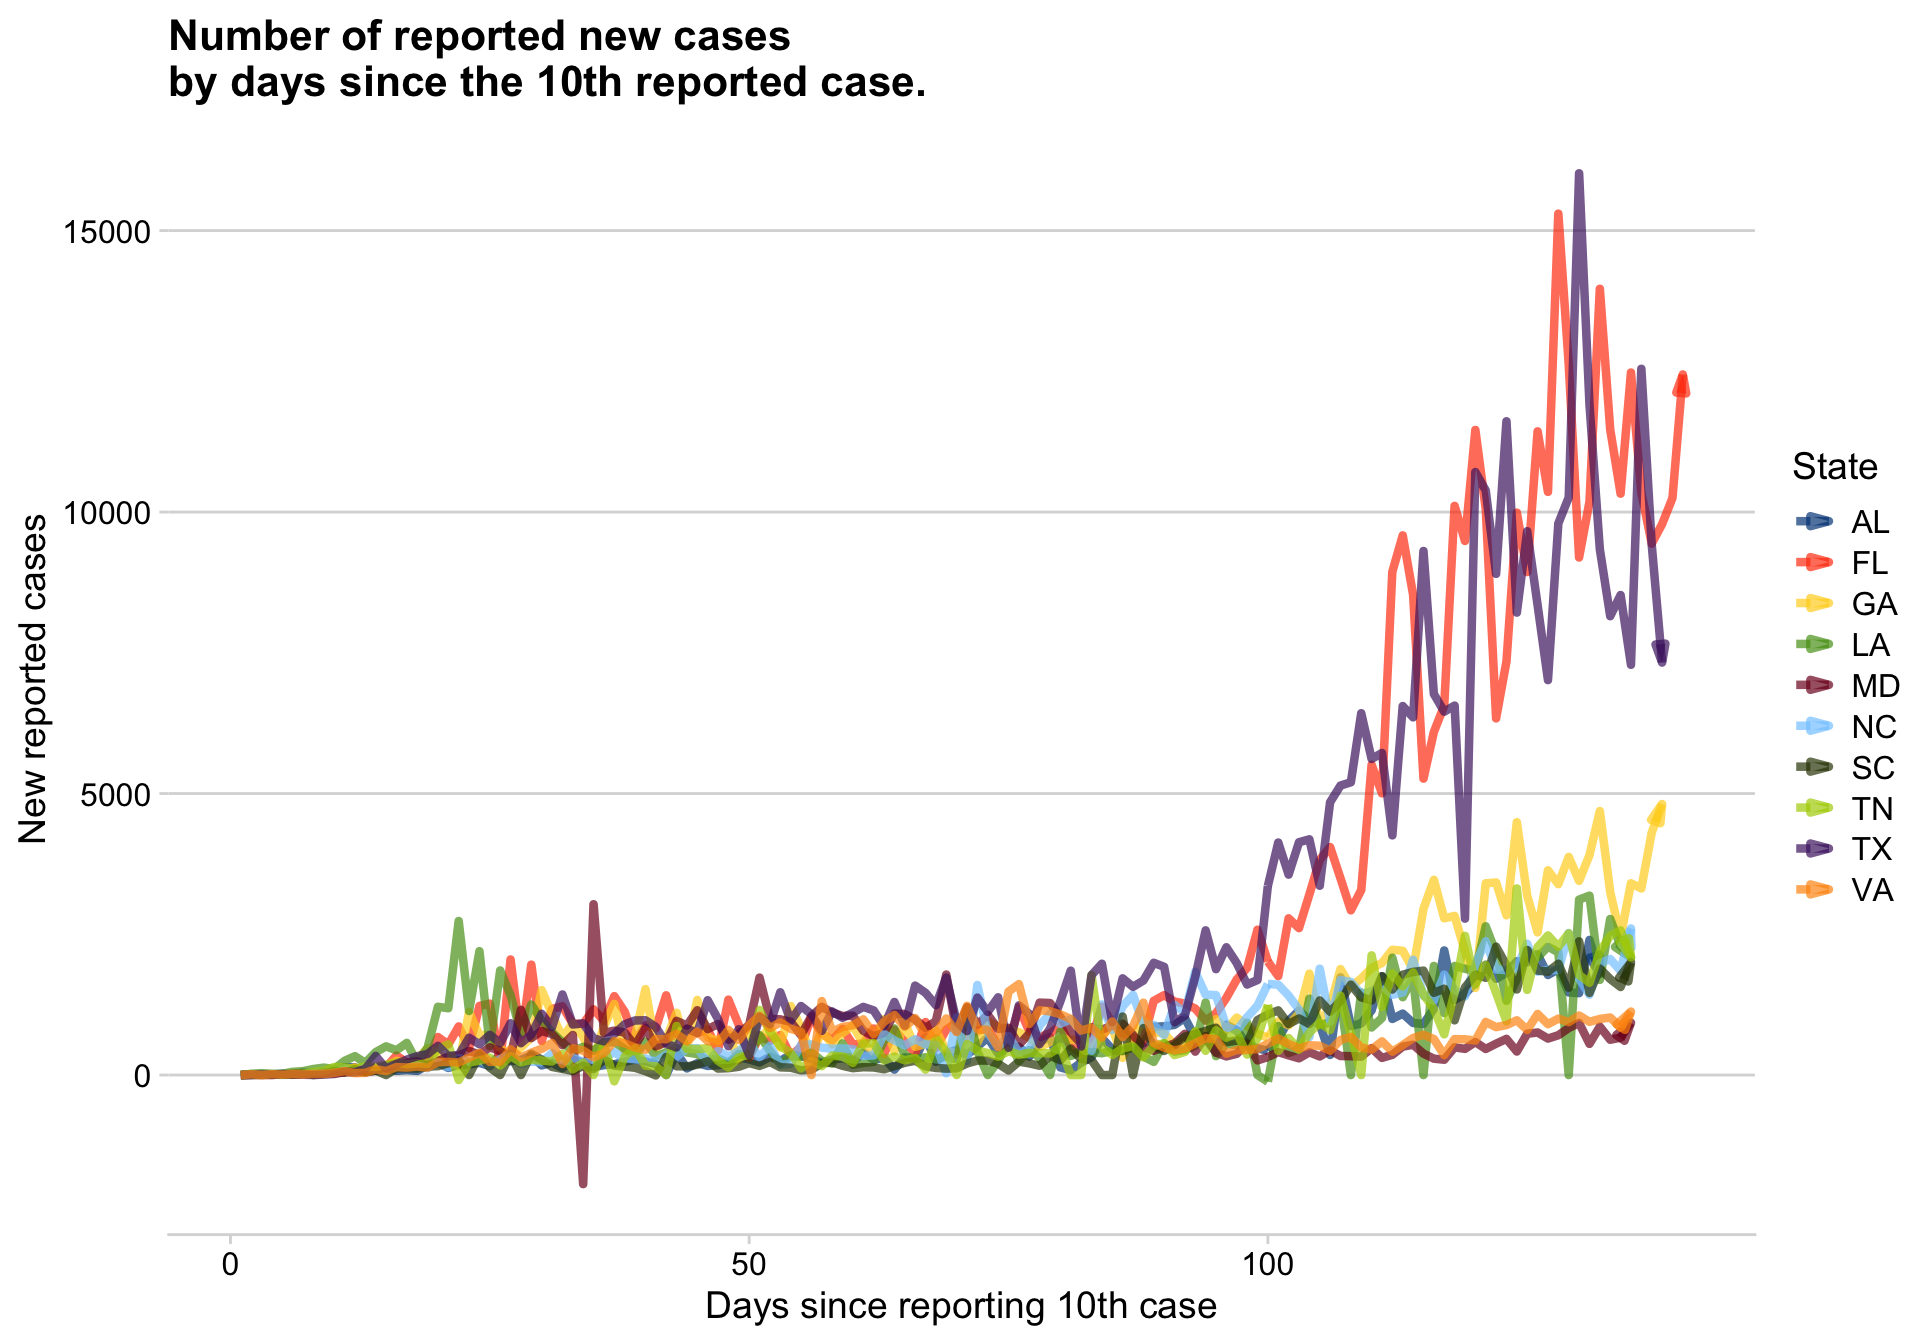 Number of reported new cases
by days since the 10th reported case.
15000
10000
5000
0
New reported cases
0
50
100
Days since reporting 10th case
State
AL
FL
GA
LA
MD
NC
SC
TN
TX
VA